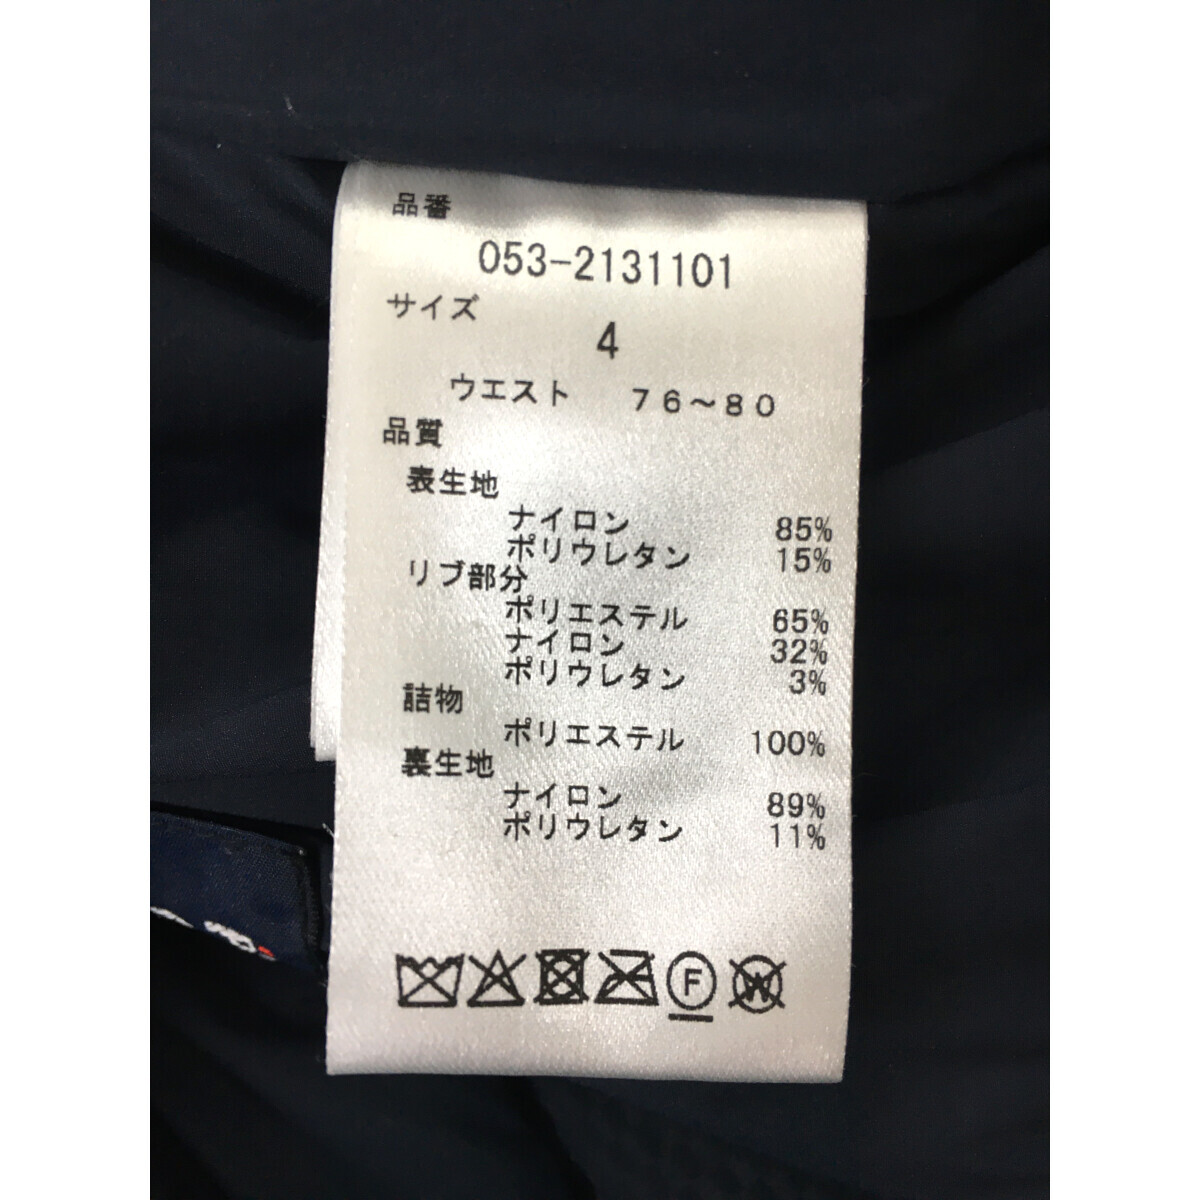 品番
053-2131101
サイズ
4
ウエスト 76～80
品質
表生地
ナイロン 85%
ポリウレタン 15%
リブ部分
ポリエステル 65%
ナイロン 32%
ポリウレタン 3%
詰物
ポリエステル 100%
裏生地
ナイロン 89%
ポリウレタン 11%
F
W